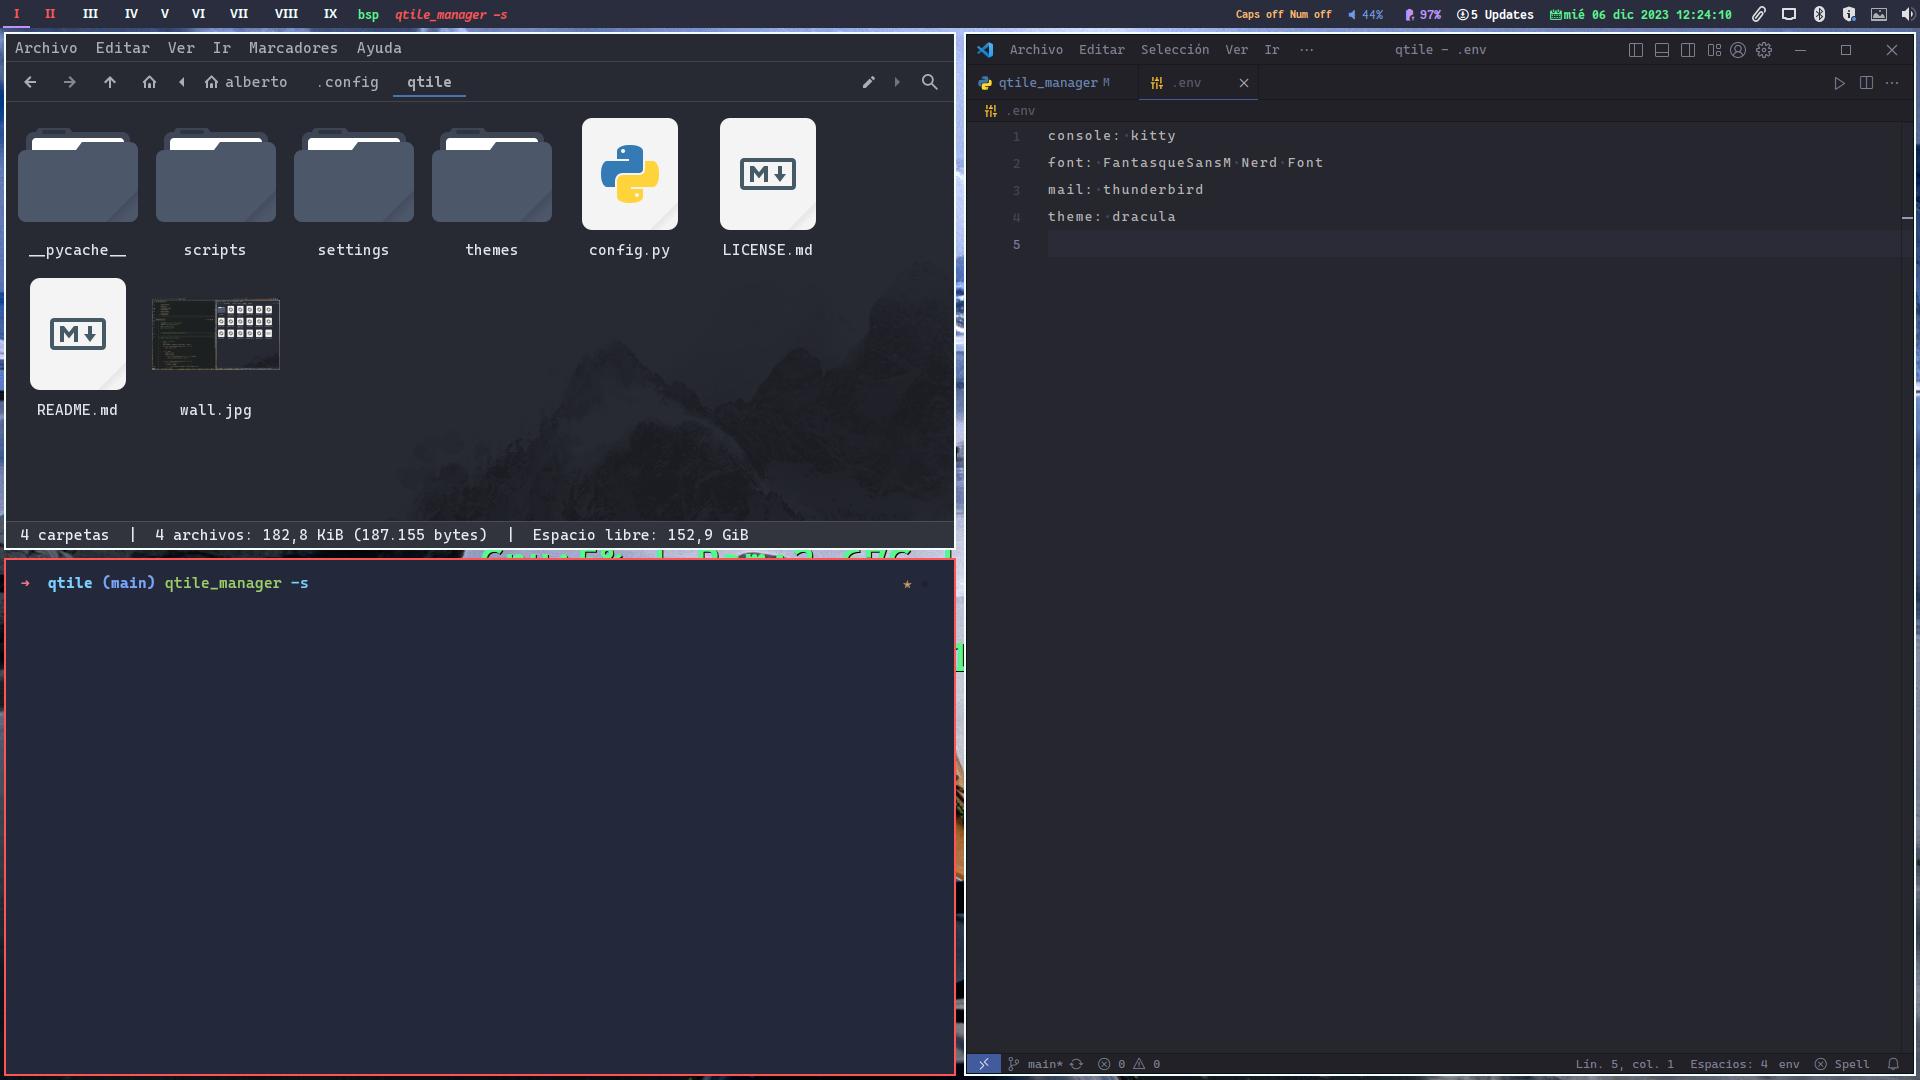 I II III IV V VI VII VIII IX bsp qtile_manager -s
Caps off Num off 44% 97% 5 Updates mié 06 dic 2023 12:24:10
Archivo Editar Ver Ir Marcadores Ayuda
alberto .config qtile
__pycache__ scripts settings themes config.py LICENSE.md
README.md wall.jpg
4 carpetas | 4 archivos: 182,8 KiB (187.155 bytes) | Espacio libre: 152,9 GiB
→ qtile (main) qtile_manager -s
Archivo Editar Selección Ver Ir ··· qtile - .env
qtile_manager M .env
.env
1 console: kitty
2 font: FantasqueSansM Nerd Font
3 mail: thunderbird
4 theme: dracula
5
main* 0 0 Lín. 5, col. 1 Espacios: 4 env Spell